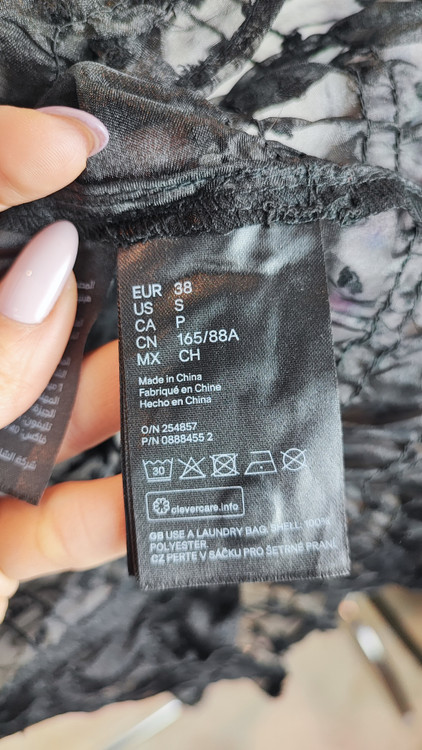 EUR 38
US S
CA P
CN 165/88A
MX CH
Made in China
Fabriqué en Chine
Hecho en China
O/N 254857
P/N 0888455 2
30
clevercare.info
GB USE A LAUNDRY BAG SHELL: 100%
POLYESTER
CZ PERTE V SÁČKU PRO ŠETRNÉ PRANÍ